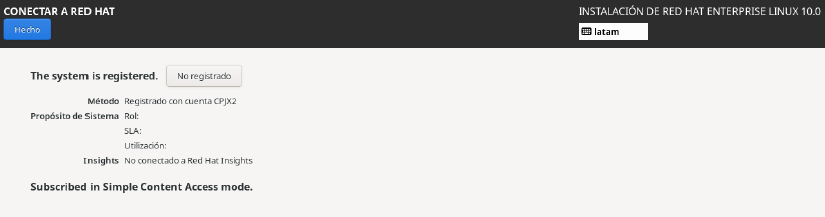 CONECTAR A RED HAT
INSTALACIÓN DE RED HAT ENTERPRISE LINUX 10.0
Hecho
latam
The system is registered.
No registrado
Método Registrado con cuenta CPJX2
Propósito de Sistema Rol:
SLA:
Utilización:
Insights No conectado a Red Hat Insights
Subscribed in Simple Content Access mode.